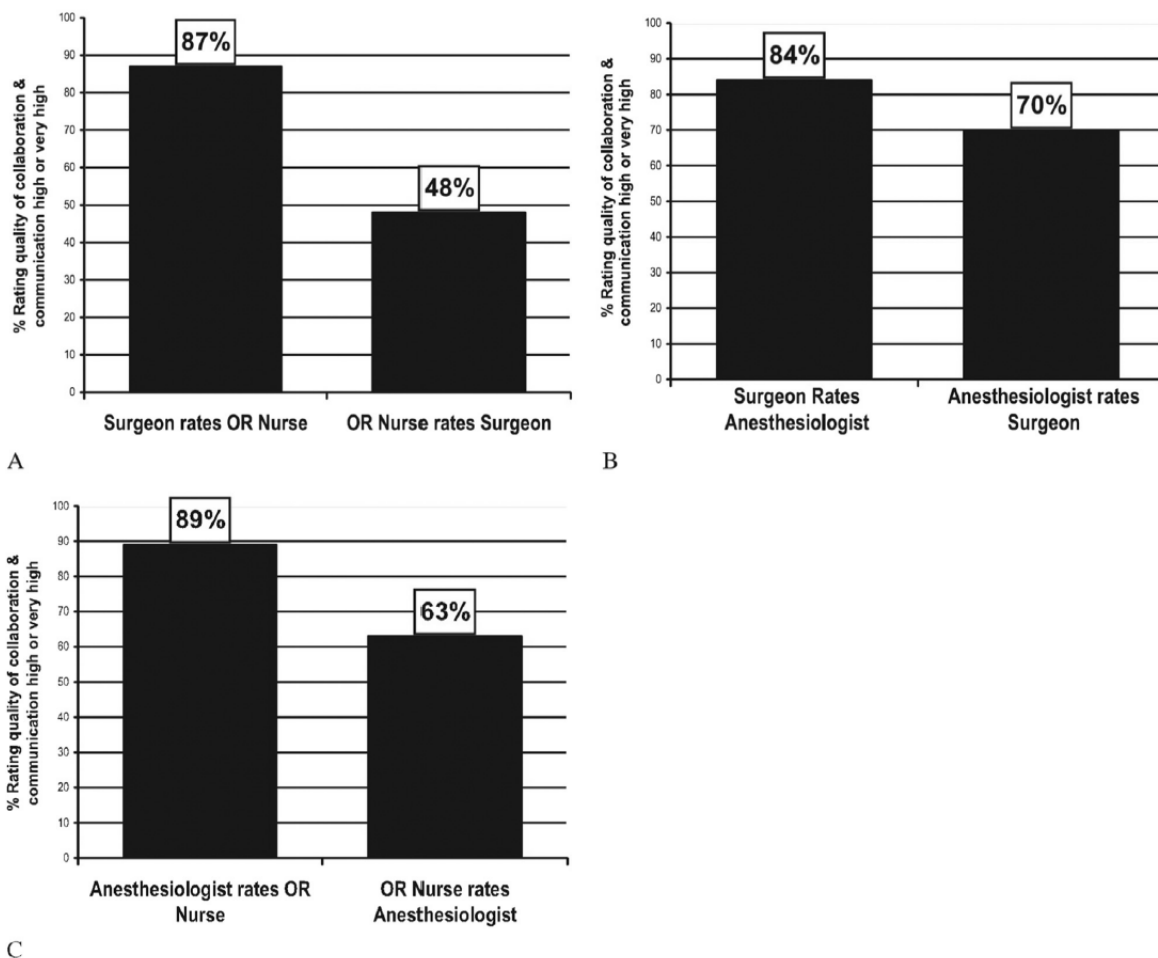 % Rating quality of collaboration &
communication high or very high
100
90
80
70
60
50
40
30
20
10
0
87%
48%
Surgeon rates OR Nurse
OR Nurse rates Surgeon
A
% Rating quality of collaboration &
communication high or very high
100
90
80
70
60
50
40
30
20
10
0
84%
70%
Surgeon Rates
Anesthesiologist
Anesthesiologist rates
Surgeon
B
% Rating quality of collaboration &
communication high or very high
100
90
80
70
60
50
40
30
20
10
0
89%
63%
Anesthesiologist rates OR
Nurse
OR Nurse rates
Anesthesiologist
C